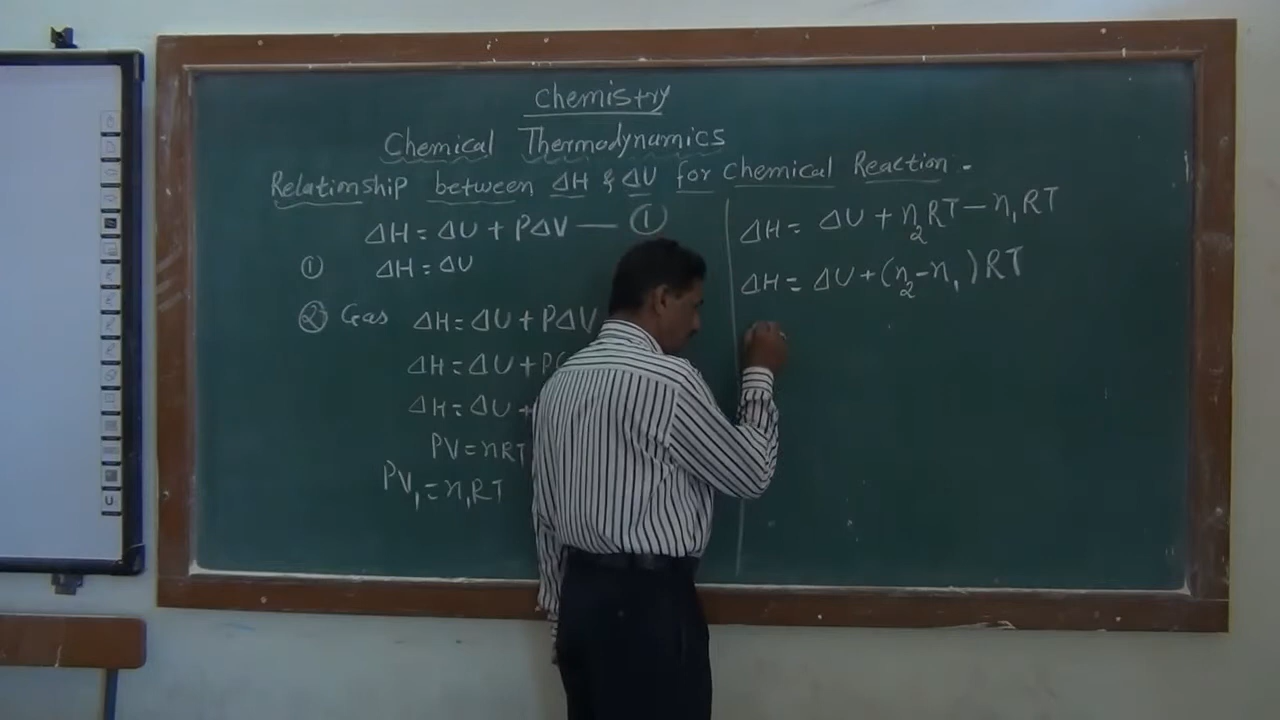 Chemistry
Chemical Thermodynamics
Relationship between ΔH & ΔU for Chemical Reaction.
ΔH = ΔU + PΔV — ①
① ΔH = ΔU
② Gas ΔH = ΔU + PΔV
ΔH = ΔU + P
ΔH = ΔU +
PV = nRT
PV₁ = n₁RT
ΔH = ΔU + n₂RT - n₁RT
ΔH = ΔU + (n₂-n₁)RT